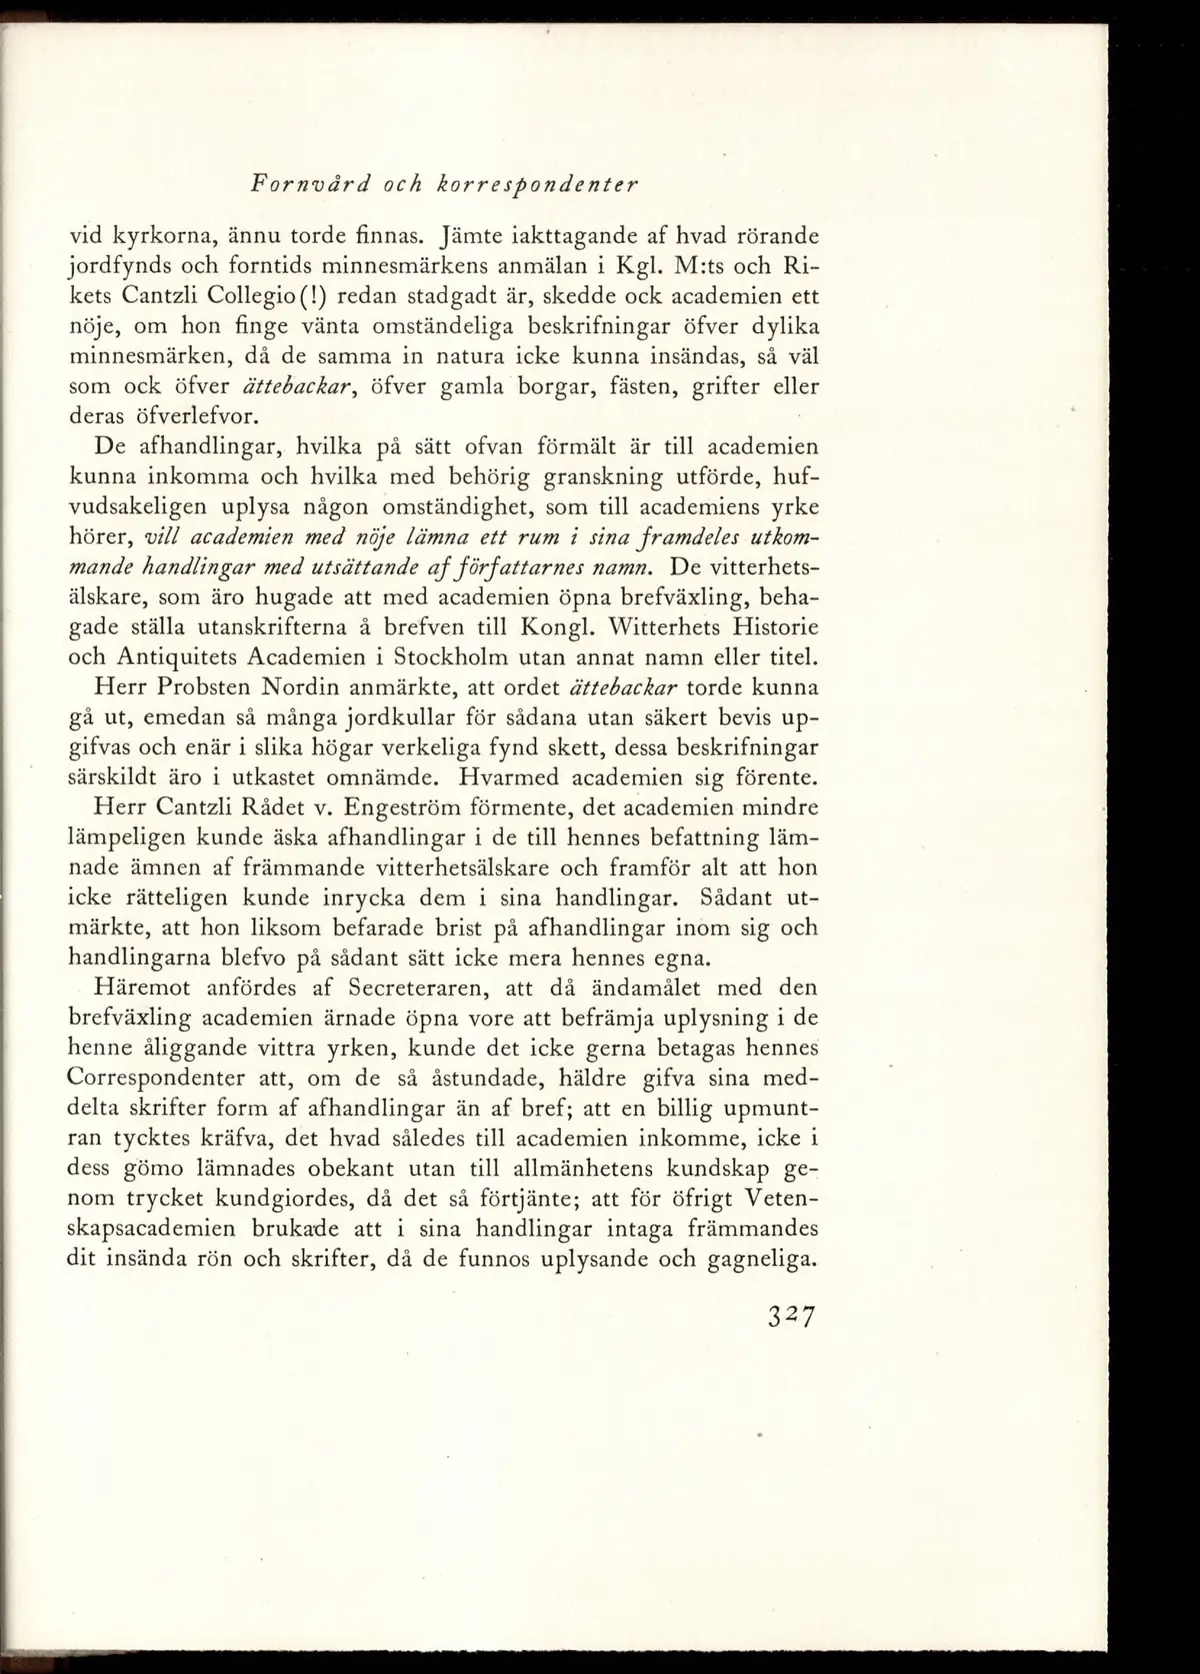 Fornvård och korrespondenter
vid kyrkorna, ännu torde finnas. Jämte iakttagande af hvad rörande
jordfynds och forntids minnesmärkens anmälan i Kgl. M:ts och Ri-
kets Cantzli Collegio(!) redan stadgadt är, skedde ock academien ett
nöje, om hon finge vänta omständeliga beskrifningar öfver dylika
minnesmärken, då de samma in natura icke kunna insändas, så väl
som ock öfver ättebackar, öfver gamla borgar, fästen, grifter eller
deras öfverlefvor.
De afhandlingar, hvilka på sätt ofvan förmält är till academien
kunna inkomma och hvilka med behörig granskning utförde, huf-
vudsakeligen uplysa någon omständighet, som till academiens yrke
hörer, vill academien med nöje lämna ett rum i sina framdeles utkom-
mande handlingar med utsättande af författarnes namn. De vitterhets-
älskare, som äro hugade att med academien öpna brefväxling, beha-
gade ställa utanskrifterna å brefven till Kongl. Witterhets Historie
och Antiquitets Academien i Stockholm utan annat namn eller titel.
Herr Probsten Nordin anmärkte, att ordet ättebackar torde kunna
gå ut, emedan så många jordkullar för sådana utan säkert bevis up-
gifvas och enär i slika högar verkeliga fynd skett, dessa beskrifningar
särskildt äro i utkastet omnämde. Hvarmed academien sig förente.
Herr Cantzli Rådet v. Engeström förmente, det academien mindre
lämpeligen kunde äska afhandlingar i de till hennes befattning läm-
nade ämnen af främmande vitterhetsälskare och framför alt att hon
icke rätteligen kunde inrycka dem i sina handlingar. Sådant ut-
märkte, att hon liksom befarade brist på afhandlingar inom sig och
handlingarna blefvo på sådant sätt icke mera hennes egna.
Häremot anfördes af Secreteraren, att då ändamålet med den
brefväxling academien ärnade öpna vore att befrämja uplysning i de
henne åliggande vittra yrken, kunde det icke gerna betagas hennes
Correspondenter att, om de så åstundade, häldre gifva sina med-
delta skrifter form af afhandlingar än af bref; att en billig upmunt-
ran tycktes kräfva, det hvad således till academien inkomme, icke i
dess gömo lämnades obekant utan till allmänhetens kundskap ge-
nom trycket kundgiordes, då det så förtjänte; att för öfrigt Veten-
skapsacademien brukade att i sina handlingar intaga främmandes
dit insända rön och skrifter, då de funnos uplysande och gagneliga.
327